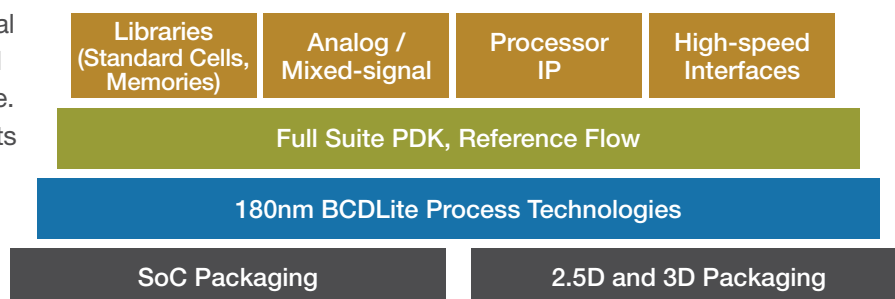 Libraries
(Standard Cells,
Memories)
Analog /
Mixed-signal
Processor
IP
High-speed
Interfaces
Full Suite PDK, Reference Flow
180nm BCDLite Process Technologies
SoC Packaging
2.5D and 3D Packaging